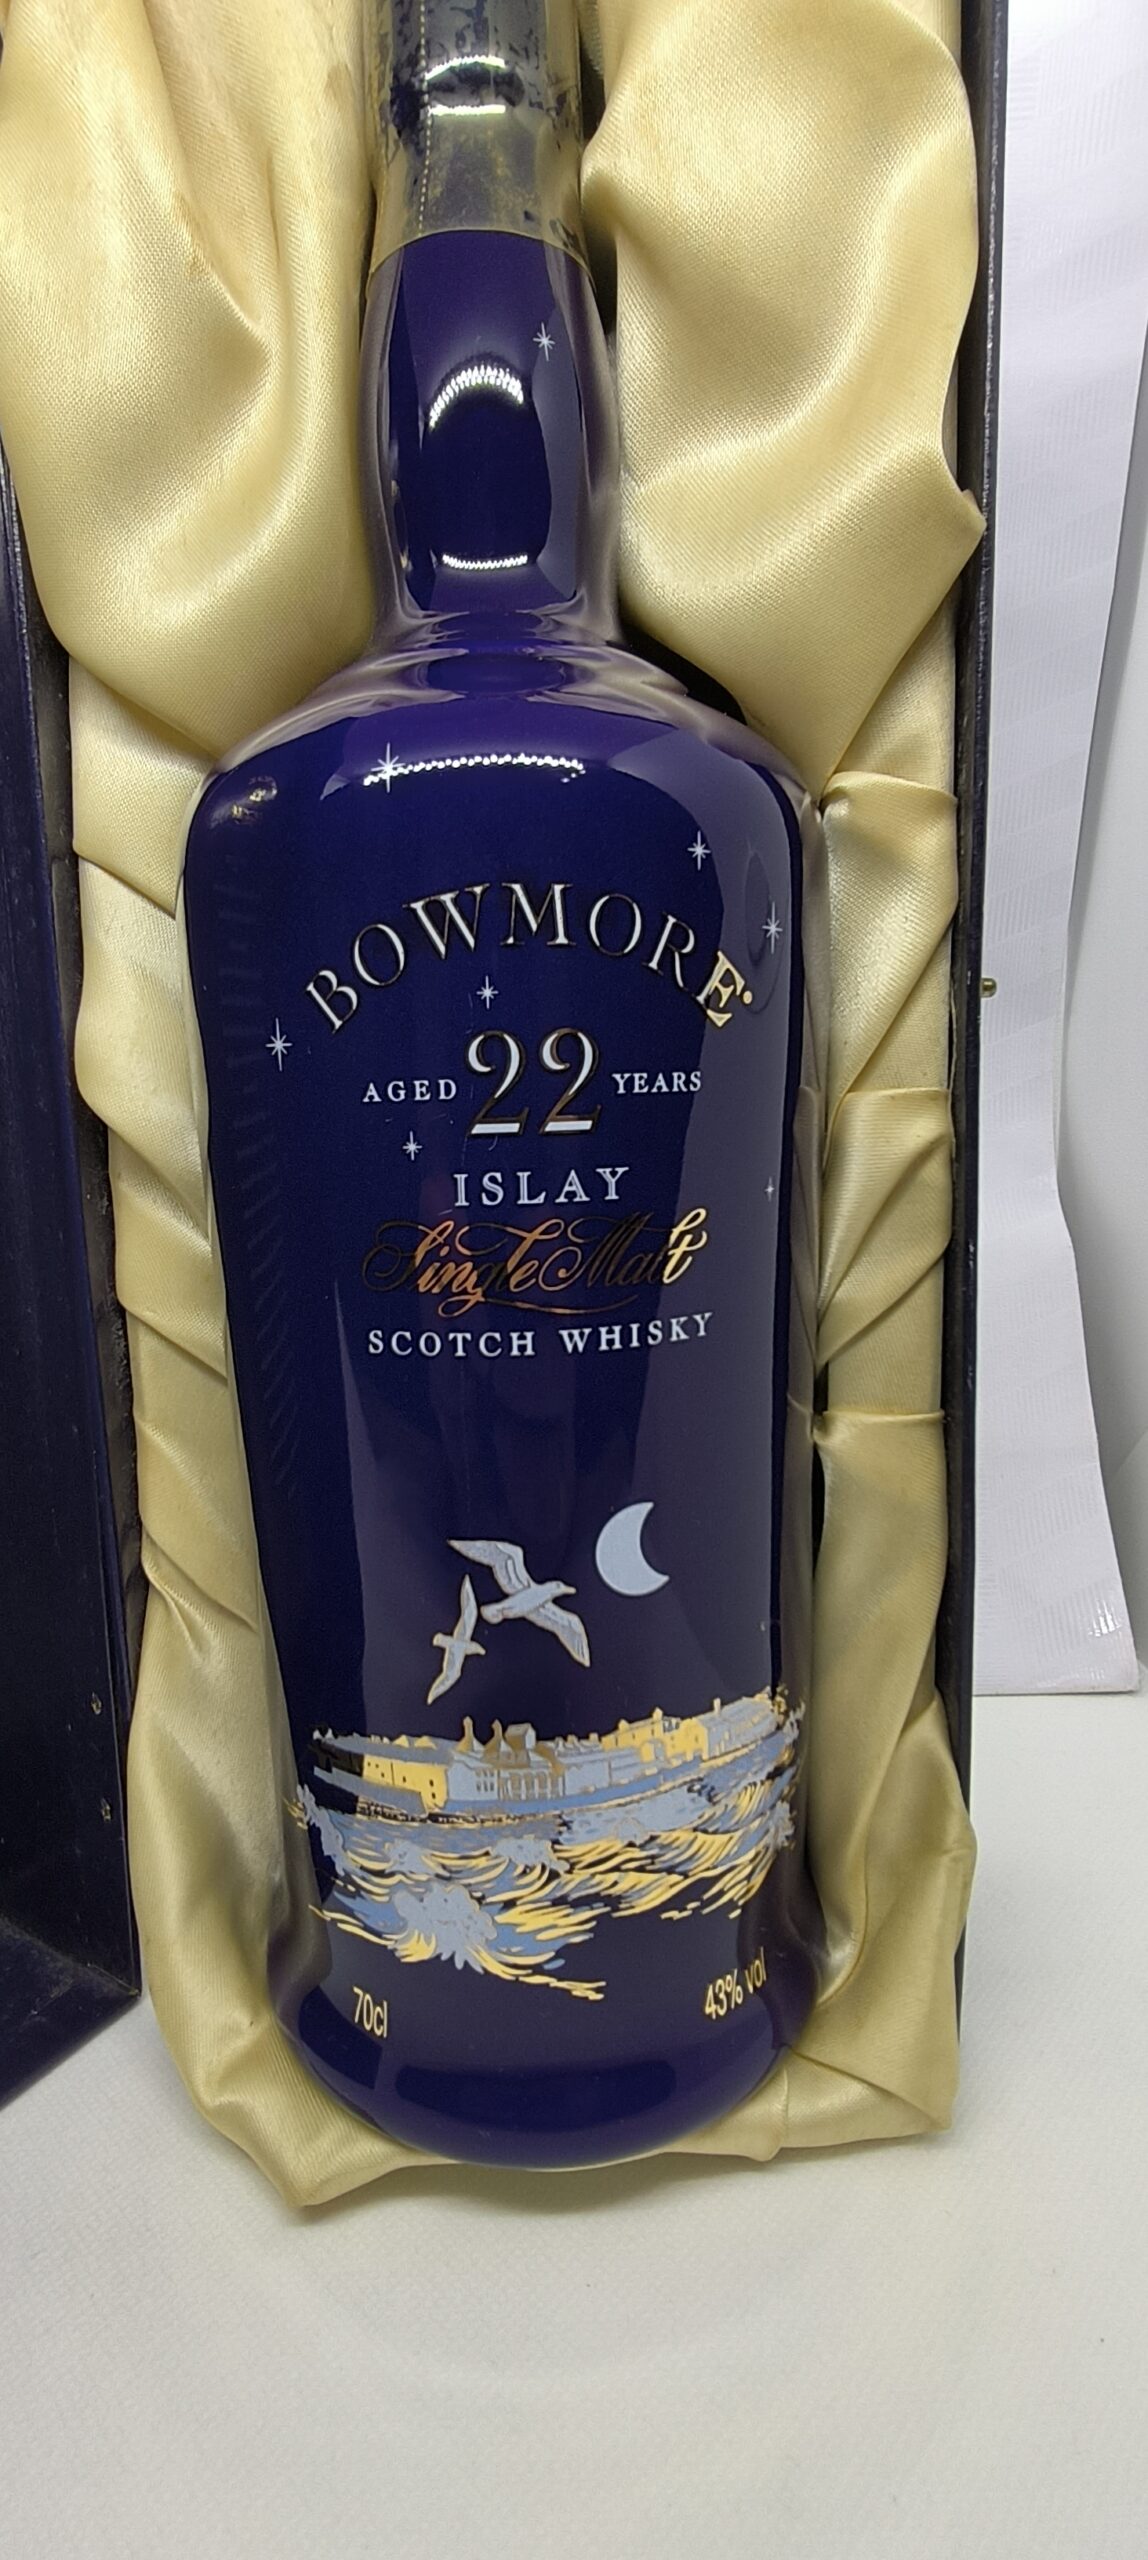 BOWMORE
AGED 22 YEARS
ISLAY
Single Malt
SCOTCH WHISKY
70cl 43% vol